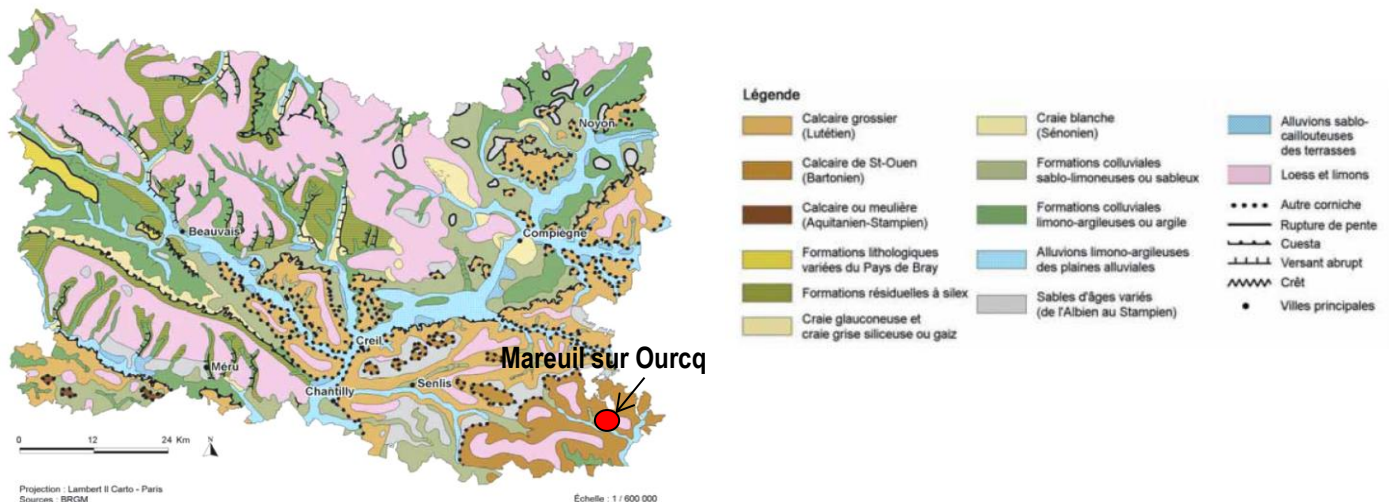 Noyon
Beauvais
Compiègne
Creil
Mareuil sur Ourcq
Méru
Senlis
Chantilly
0 12 24 Km
N
Projection : Lambert II Carto - Paris
Sources : BRGM
Échelle : 1 / 600 000
Légende
Calcaire grossier
(Lutétien)
Calcaire de St-Ouen
(Bartonien)
Calcaire ou meulière
(Aquitanien-Stampien)
Formations lithologiques
variées du Pays de Bray
Formations résiduelles à silex
Craie glauconeuse et
craie grise siliceuse ou gaiz
Craie blanche
(Sénonien)
Formations colluviales
sablo-limoneuses ou sableux
Formations colluviales
limono-argileuses ou argile
Alluvions limono-argileuses
des plaines alluviales
Sables d'âges variés
(de l'Albien au Stampien)
Alluvions sablo-
caillouteuses
des terrasses
Loess et limons
Autre corniche
Rupture de pente
Cuesta
Versant abrupt
Crêt
Villes principales